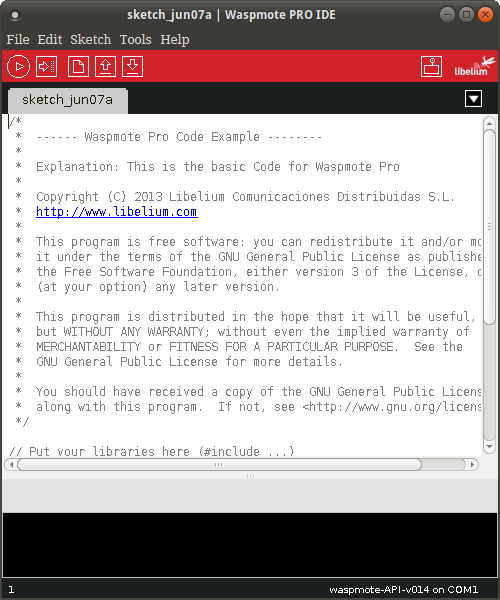 sketch_jun07a | Waspmote PRO IDE
File Edit Sketch Tools Help
libelium
sketch_jun07a
/*
 *  ------ Waspmote Pro Code Example --------
 *
 *  Explanation: This is the basic Code for Waspmote Pro
 *
 *  Copyright (C) 2013 Libelium Comunicaciones Distribuidas S.L.
 *  http://www.libelium.com
 *
 *  This program is free software: you can redistribute it and/or mo
 *  it under the terms of the GNU General Public License as publishe
 *  the Free Software Foundation, either version 3 of the License, o
 *  (at your option) any later version.
 *
 *  This program is distributed in the hope that it will be useful,
 *  but WITHOUT ANY WARRANTY; without even the implied warranty of
 *  MERCHANTABILITY or FITNESS FOR A PARTICULAR PURPOSE.  See the
 *  GNU General Public License for more details.
 *
 *  You should have received a copy of the GNU General Public Licens
 *  along with this program.  If not, see <http://www.gnu.org/licens
 */

// Put your libraries here (#include ...)
1
waspmote-API-v014 on COM1